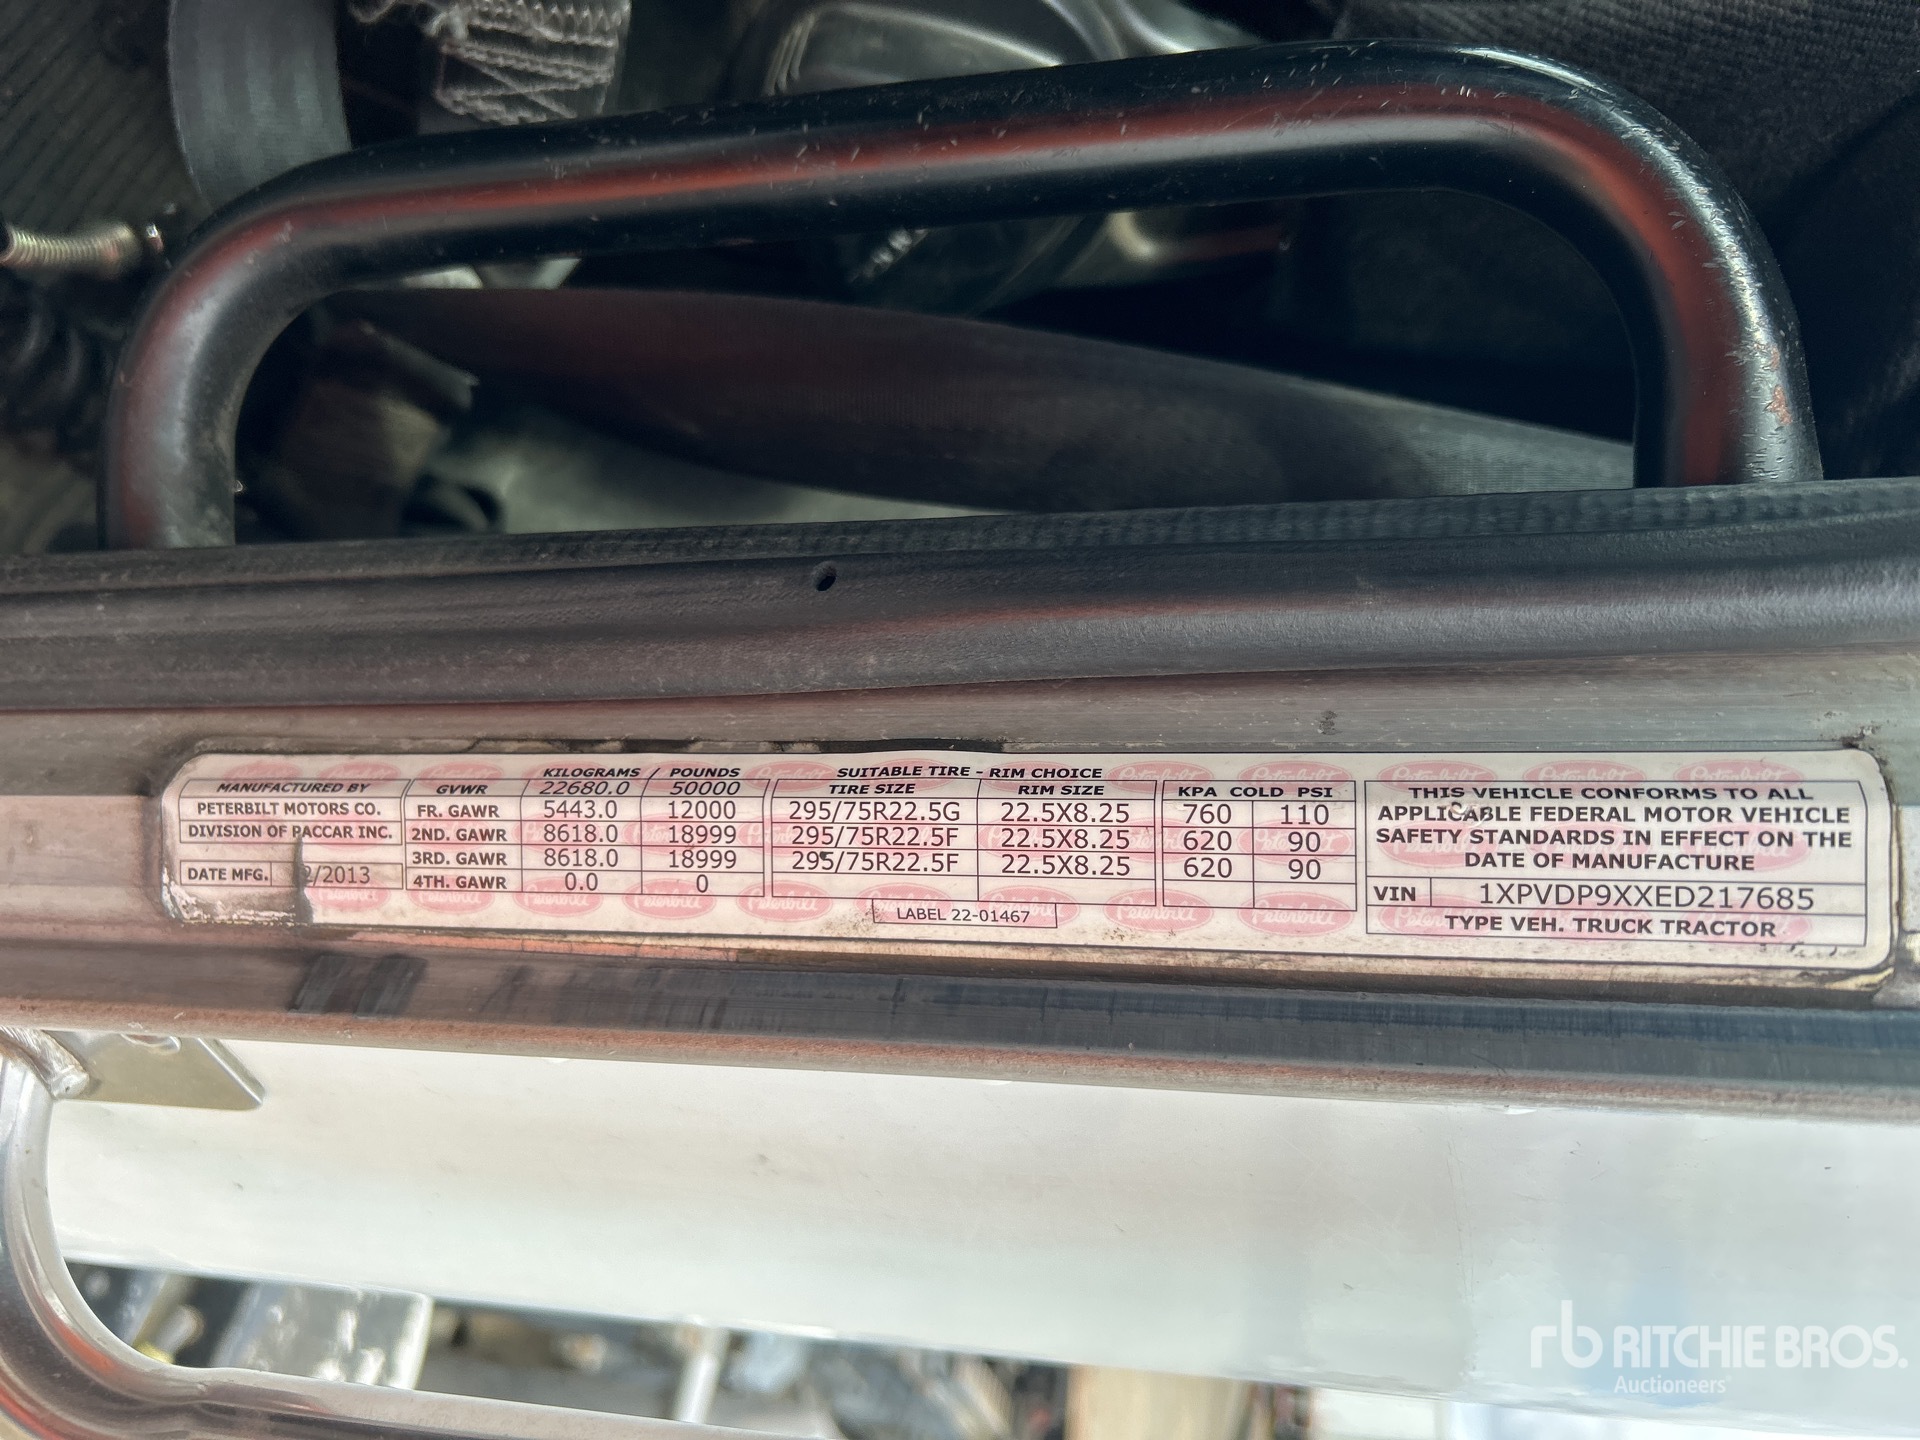 MANUFACTURED BY
PETERBILT MOTORS CO.
DIVISION OF PACCAR INC.
DATE MFG. 2/2013
KILOGRAMS / POUNDS
GVWR 22680.0 50000
FR. GAWR 5443.0 12000
2ND. GAWR 8618.0 18999
3RD. GAWR 8618.0 18999
4TH. GAWR 0.0 0
SUITABLE TIRE - RIM CHOICE
TIRE SIZE RIM SIZE
295/75R22.5G 22.5X8.25
295/75R22.5F 22.5X8.25
295/75R22.5F 22.5X8.25
KPA COLD PSI
760 110
620 90
620 90
LABEL 22-01467
THIS VEHICLE CONFORMS TO ALL
APPLICABLE FEDERAL MOTOR VEHICLE
SAFETY STANDARDS IN EFFECT ON THE
DATE OF MANUFACTURE
VIN 1XPVDP9XXED217685
TYPE VEH. TRUCK TRACTOR
rb RITCHIE BROS.
Auctioneers